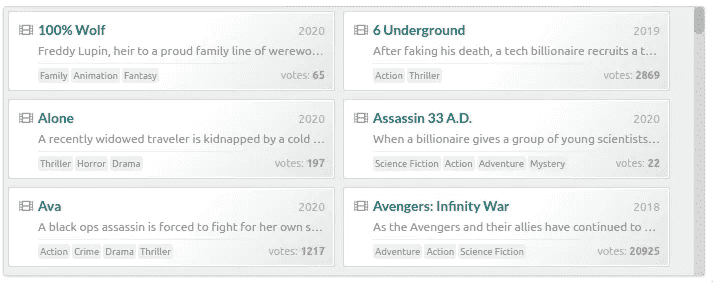 100% Wolf 2020
Freddy Lupin, heir to a proud family line of werewo...
Family Animation Fantasy votes: 65
6 Underground 2019
After faking his death, a tech billionaire recruits a t...
Action Thriller votes: 2869
Alone 2020
A recently widowed traveler is kidnapped by a cold ...
Thriller Horror Drama votes: 197
Assassin 33 A.D. 2020
When a billionaire gives a group of young scientists...
Science Fiction Action Adventure Mystery votes: 22
Ava 2020
A black ops assassin is forced to fight for her own s...
Action Crime Drama Thriller votes: 1217
Avengers: Infinity War 2018
As the Avengers and their allies have continued to ...
Adventure Action Science Fiction votes: 20925